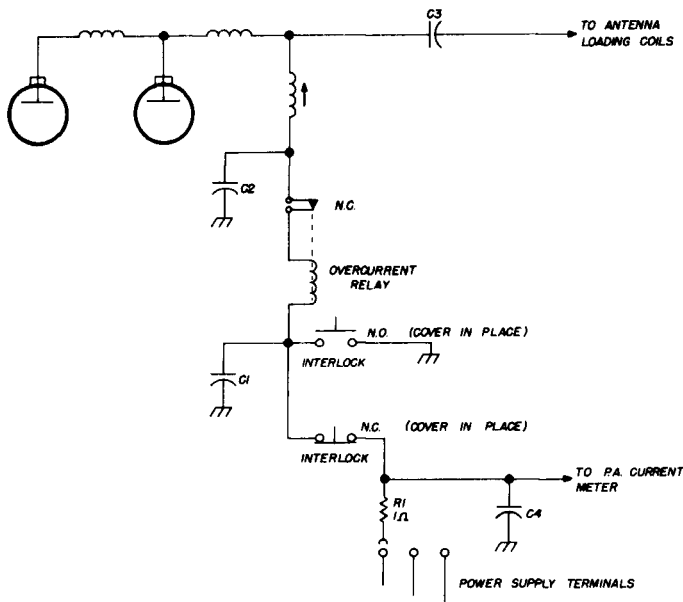 C3
TO ANTENNA
LOADING COILS
C2
N.C.
OVERCURRENT
RELAY
N.O. (COVER IN PLACE)
INTERLOCK
C1
N.C. (COVER IN PLACE)
INTERLOCK
TO P.A. CURRENT
METER
R1
1Ω
C4
POWER SUPPLY TERMINALS